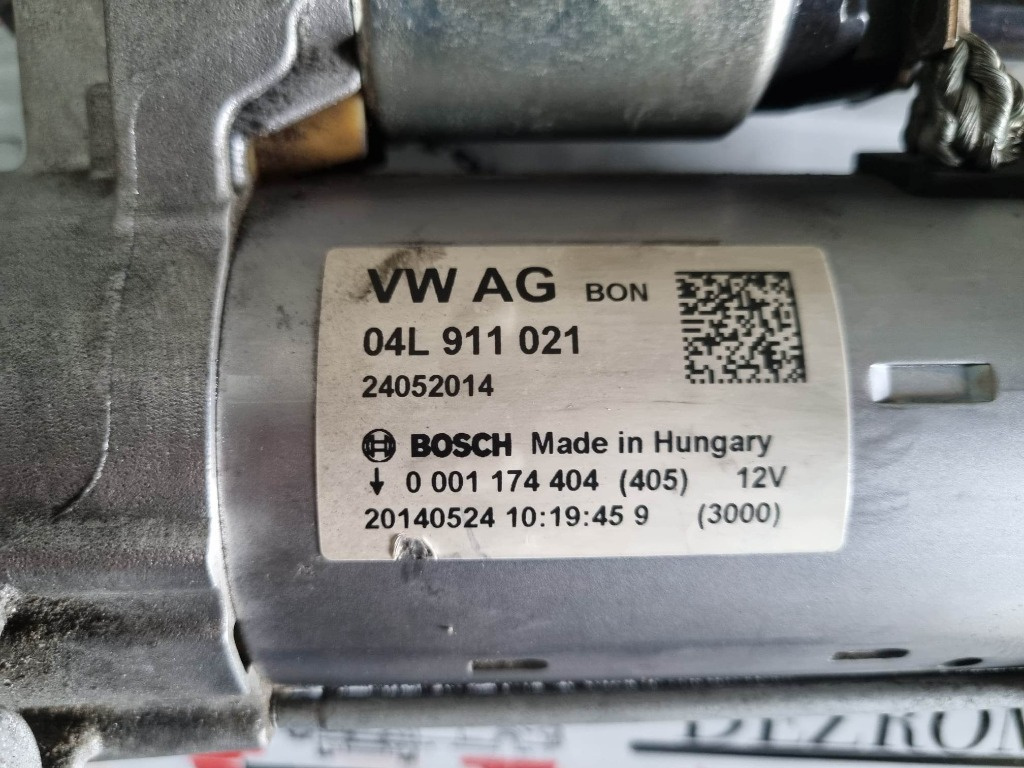 VW AG BON
04L 911 021
24052014
BOSCH Made in Hungary
↓ 0 001 174 404 (405) 12V
20140524 10:19:45 9 (3000)
DEZROM